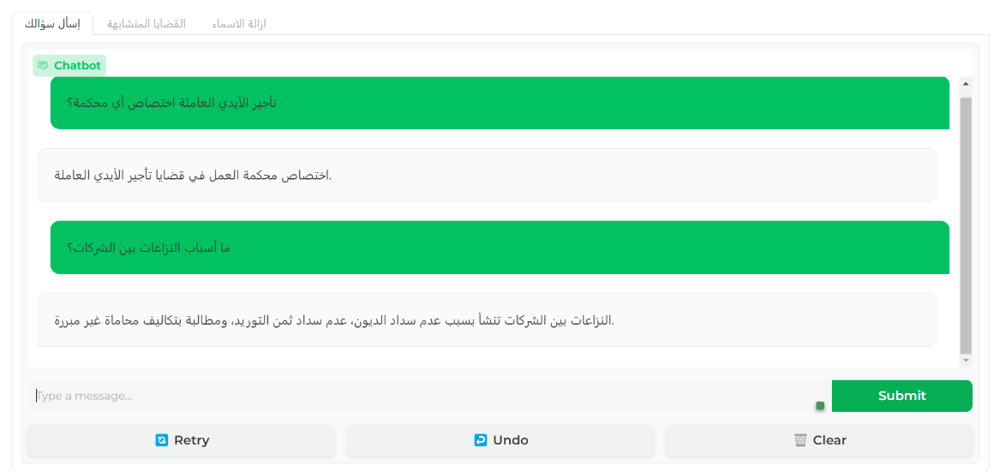 إسأل سؤالك
القضايا المتشابهة
ازالة الاسماء
Chatbot
تأجير الأيدي العاملة اختصاص أي محكمة؟
اختصاص محكمة العمل في قضايا تأجير الأيدي العاملة.
ما أسباب النزاعات بين الشركات؟
النزاعات بين الشركات تنشأ بسبب عدم سداد الديون، عدم سداد ثمن التوريد، ومطالبة بتكاليف محاماة غير مبررة.
Type a message...
Submit
Retry
Undo
Clear